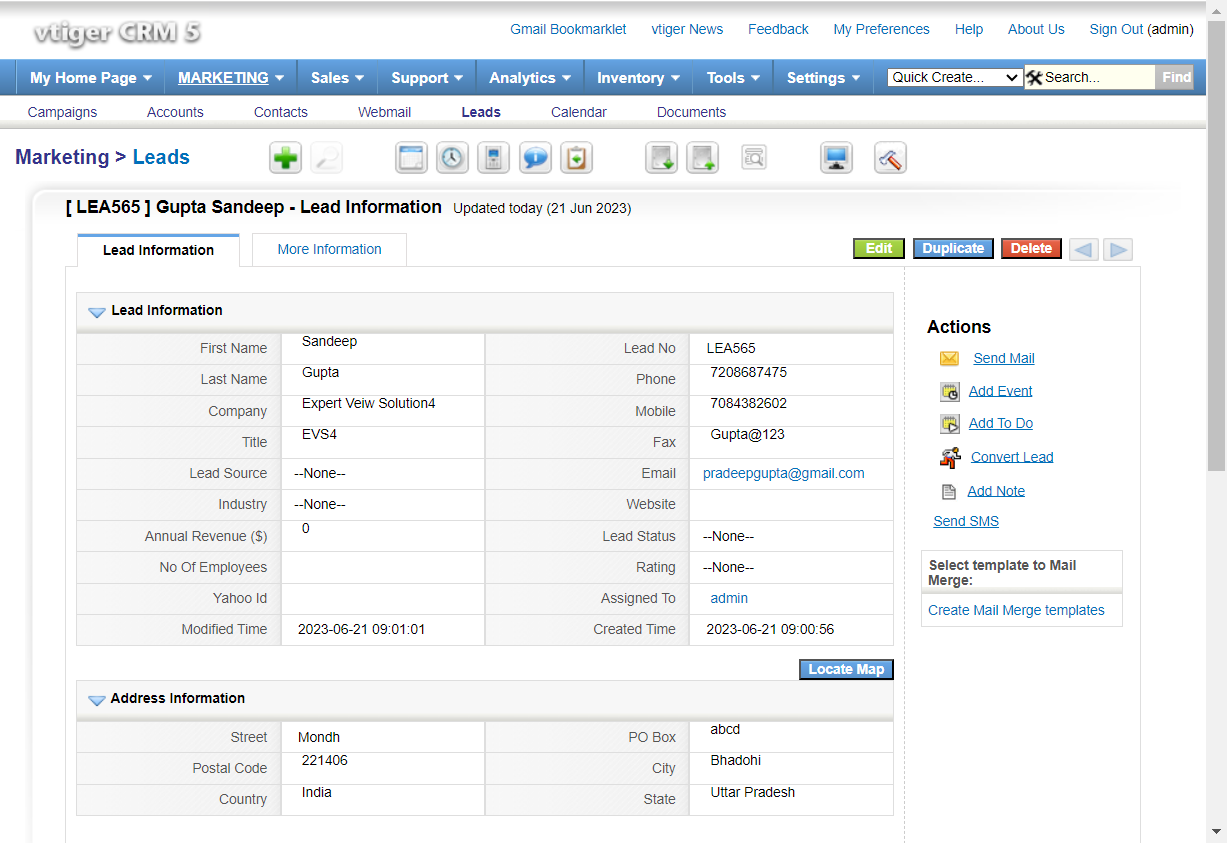 vtiger CRM 5
Gmail Bookmarklet vtiger News Feedback My Preferences Help About Us Sign Out (admin)
My Home Page MARKETING Sales Support Analytics Inventory Tools Settings Quick Create... Search... Find
Campaigns Accounts Contacts Webmail Leads Calendar Documents
Marketing > Leads
[ LEA565 ] Gupta Sandeep - Lead Information Updated today (21 Jun 2023)
Lead Information More Information Edit Duplicate Delete
Lead Information
First Name Sandeep Lead No LEA565
Last Name Gupta Phone 7208687475
Company Expert Veiw Solution4 Mobile 7084382602
Title EVS4 Fax Gupta@123
Lead Source --None-- Email pradeepgupta@gmail.com
Industry --None-- Website
Annual Revenue ($) 0 Lead Status --None--
No Of Employees Rating --None--
Yahoo Id Assigned To admin
Modified Time 2023-06-21 09:01:01 Created Time 2023-06-21 09:00:56
Locate Map
Address Information
Street Mondh PO Box abcd
Postal Code 221406 City Bhadohi
Country India State Uttar Pradesh
Actions
Send Mail
Add Event
Add To Do
Convert Lead
Add Note
Send SMS
Select template to Mail
Merge:
Create Mail Merge templates